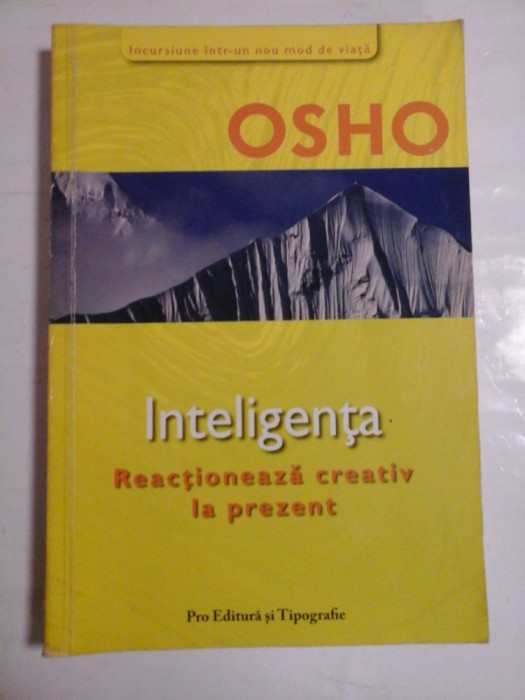 Incursiune într-un nou mod de viață
OSHO
Inteligența
Reacționează creativ
la prezent
Pro Editură și Tipografie